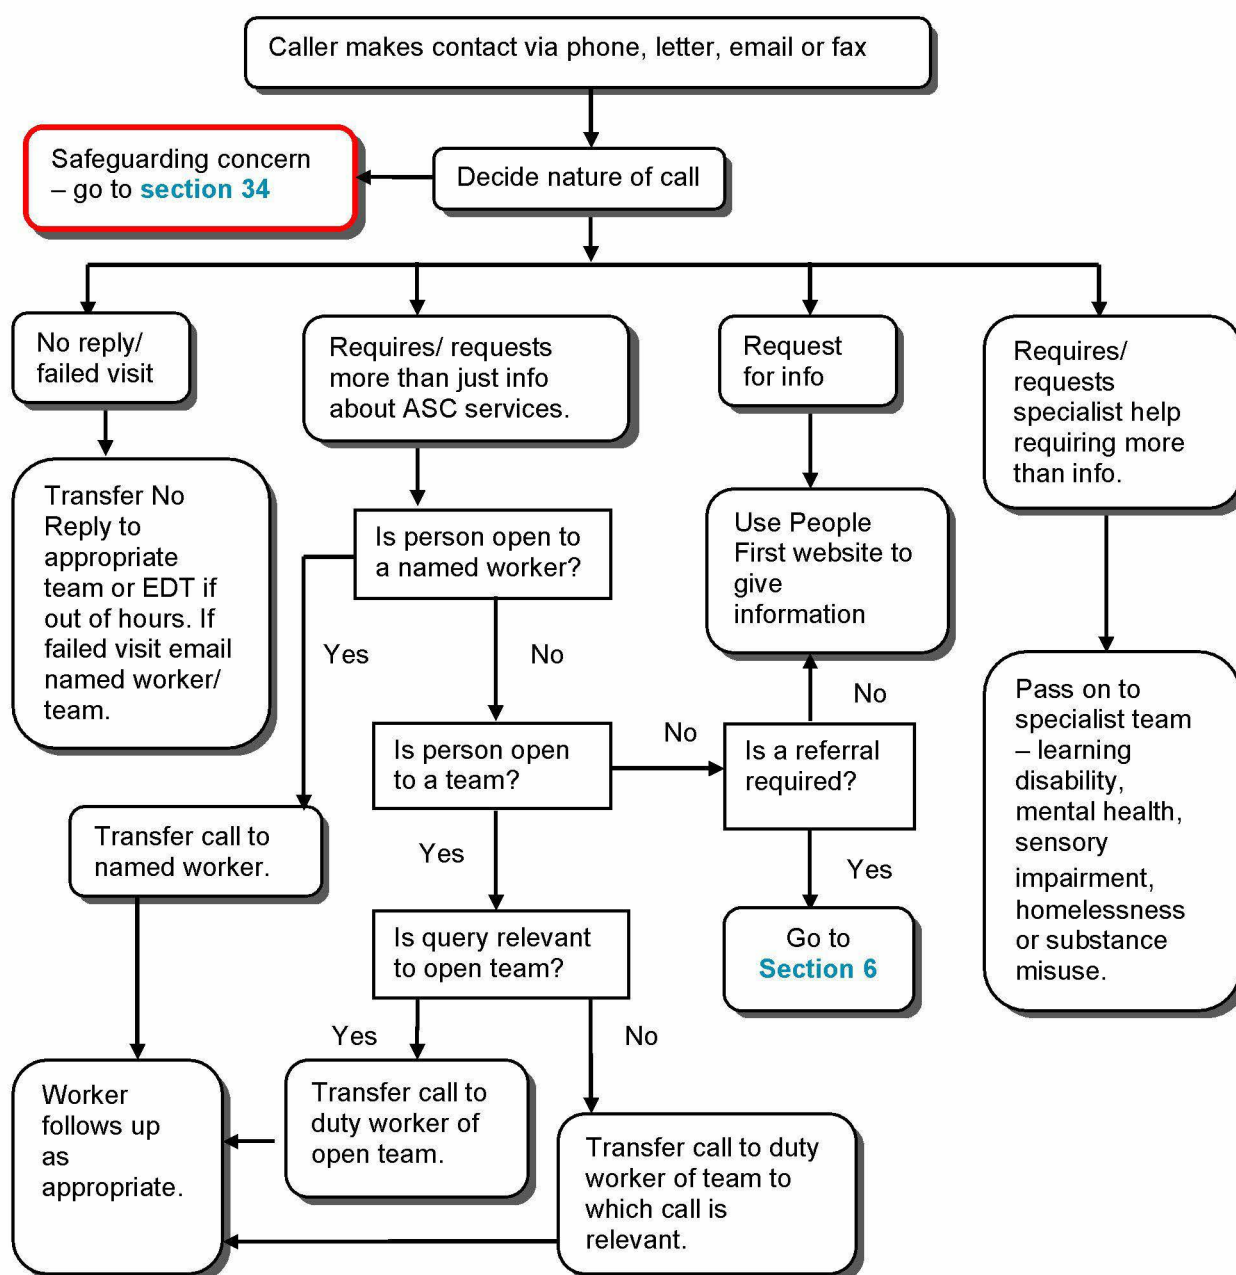 Caller makes contact via phone, letter, email or fax
Safeguarding concern
– go to section 34
Decide nature of call
No reply/
failed visit
Requires/ requests
more than just info
about ASC services.
Request
for info
Requires/
requests
specialist help
requiring more
than info.
Transfer No
Reply to
appropriate
team or EDT if
out of hours. If
failed visit email
named worker/
team.
Is person open to
a named worker?
Use People
First website to
give
information
Yes
No
No
Pass on to
specialist team
– learning
disability,
mental health,
sensory
impairment,
homelessness
or substance
misuse.
Is person open
to a team?
No
Is a referral
required?
Transfer call to
named worker.
Yes
Yes
Is query relevant
to open team?
Go to
Section 6
Yes
No
Worker
follows up
as
appropriate.
Transfer call to
duty worker of
open team.
Transfer call to duty
worker of team to
which call is
relevant.